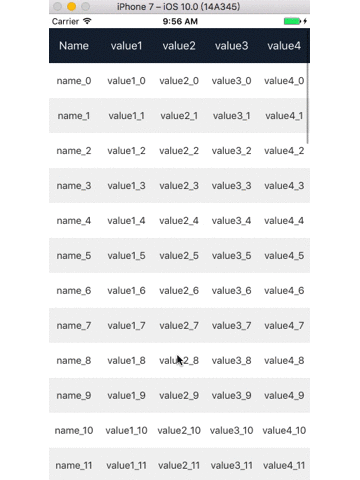 iPhone 7 – iOS 10.0 (14A345)
Carrier 9:56 AM
Name value1 value2 value3 value4
name_0 value1_0 value2_0 value3_0 value4_0
name_1 value1_1 value2_1 value3_1 value4_1
name_2 value1_2 value2_2 value3_2 value4_2
name_3 value1_3 value2_3 value3_3 value4_3
name_4 value1_4 value2_4 value3_4 value4_4
name_5 value1_5 value2_5 value3_5 value4_5
name_6 value1_6 value2_6 value3_6 value4_6
name_7 value1_7 value2_7 value3_7 value4_7
name_8 value1_8 value2_8 value3_8 value4_8
name_9 value1_9 value2_9 value3_9 value4_9
name_10 value1_10 value2_10 value3_10 value4_10
name_11 value1_11 value2_11 value3_11 value4_11